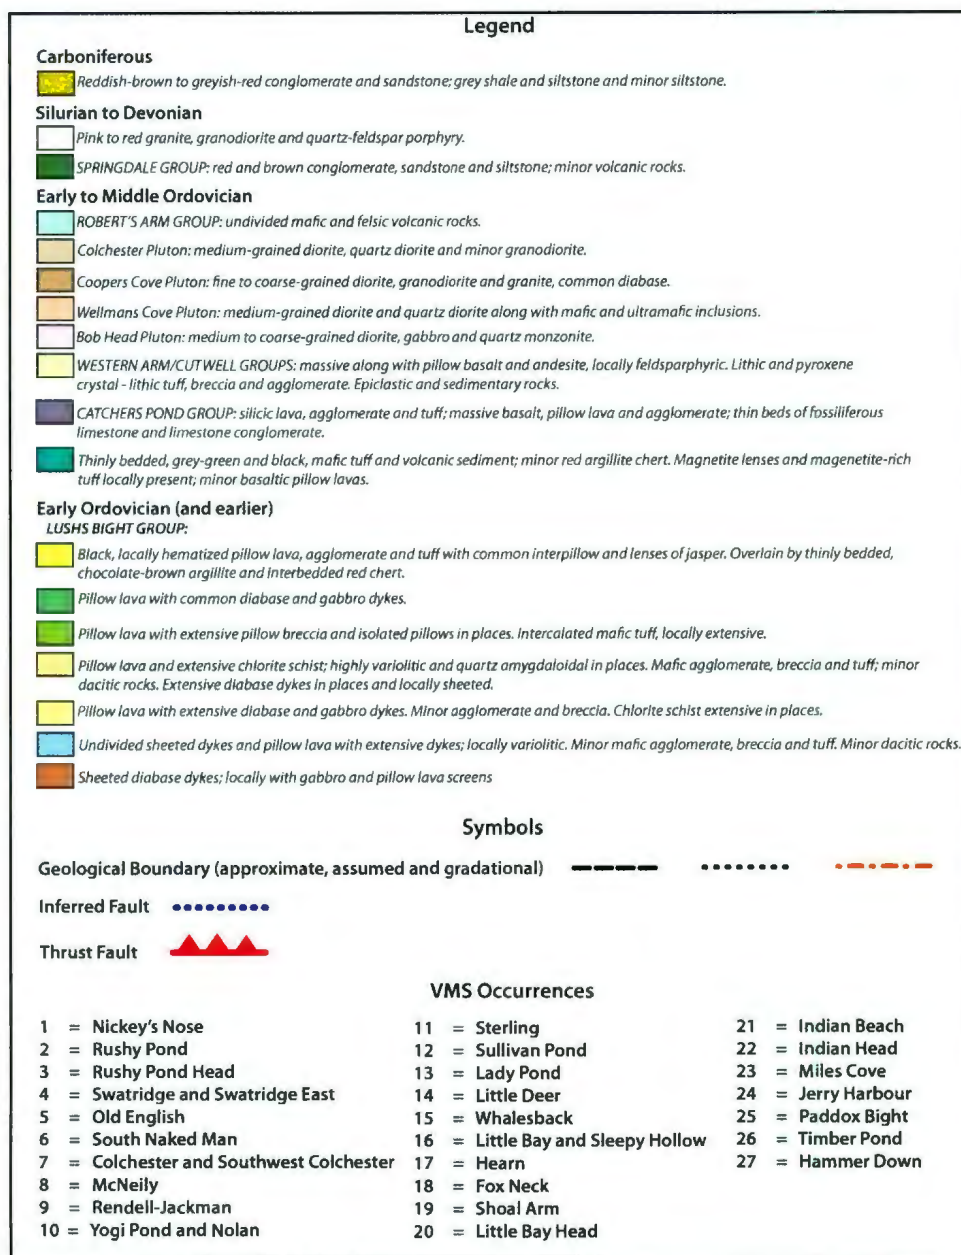 Legend
Carboniferous
Reddish-brown to greyish-red conglomerate and sandstone; grey shale and siltstone and minor siltstone.
Silurian to Devonian
Pink to red granite, granodiorite and quartz-feldspar porphyry.
SPRINGDALE GROUP: red and brown conglomerate, sandstone and siltstone; minor volcanic rocks.
Early to Middle Ordovician
ROBERT'S ARM GROUP: undivided mafic and felsic volcanic rocks.
Colchester Pluton: medium-grained diorite, quartz diorite and minor granodiorite.
Coopers Cove Pluton: fine to coarse-grained diorite, granodiorite and granite, common diabase.
Wellmans Cove Pluton: medium-grained diorite and quartz diorite along with mafic and ultramafic inclusions.
Bob Head Pluton: medium to coarse-grained diorite, gabbro and quartz monzonite.
WESTERN ARM/CUTWELL GROUPS: massive along with pillow basalt and andesite, locally feldsparphyric. Lithic and pyroxene
crystal - lithic tuff, breccia and agglomerate. Epiclastic and sedimentary rocks.
CATCHERS POND GROUP: silicic lava, agglomerate and tuff; massive basalt, pillow lava and agglomerate; thin beds of fossiliferous
limestone and limestone conglomerate.
Thinly bedded, grey-green and black, mafic tuff and volcanic sediment; minor red argillite chert. Magnetite lenses and magenetite-rich
tuff locally present; minor basaltic pillow lavas.
Early Ordovician (and earlier)
LUSHS BIGHT GROUP:
Black, locally hematized pillow lava, agglomerate and tuff with common interpillow and lenses of jasper. Overlain by thinly bedded,
chocolate-brown argillite and interbedded red chert.
Pillow lava with common diabase and gabbro dykes.
Pillow lava with extensive pillow breccia and isolated pillows in places. Intercalated mafic tuff, locally extensive.
Pillow lava and extensive chlorite schist; highly variolitic and quartz amygdaloidal in places. Mafic agglomerate, breccia and tuff; minor
dacitic rocks. Extensive diabase dykes in places and locally sheeted.
Pillow lava with extensive diabase and gabbro dykes. Minor agglomerate and breccia. Chlorite schist extensive in places.
Undivided sheeted dykes and pillow lava with extensive dykes; locally variolitic. Minor mafic agglomerate, breccia and tuff. Minor dacitic rocks.
Sheeted diabase dykes; locally with gabbro and pillow lava screens
Symbols
Geological Boundary (approximate, assumed and gradational)
Inferred Fault
Thrust Fault
VMS Occurrences
1 = Nickey's Nose
2 = Rushy Pond
3 = Rushy Pond Head
4 = Swatridge and Swatridge East
5 = Old English
6 = South Naked Man
7 = Colchester and Southwest Colchester
8 = McNeily
9 = Rendell-Jackman
10 = Yogi Pond and Nolan
11 = Sterling
12 = Sullivan Pond
13 = Lady Pond
14 = Little Deer
15 = Whalesback
16 = Little Bay and Sleepy Hollow
17 = Hearn
18 = Fox Neck
19 = Shoal Arm
20 = Little Bay Head
21 = Indian Beach
22 = Indian Head
23 = Miles Cove
24 = Jerry Harbour
25 = Paddox Bight
26 = Timber Pond
27 = Hammer Down